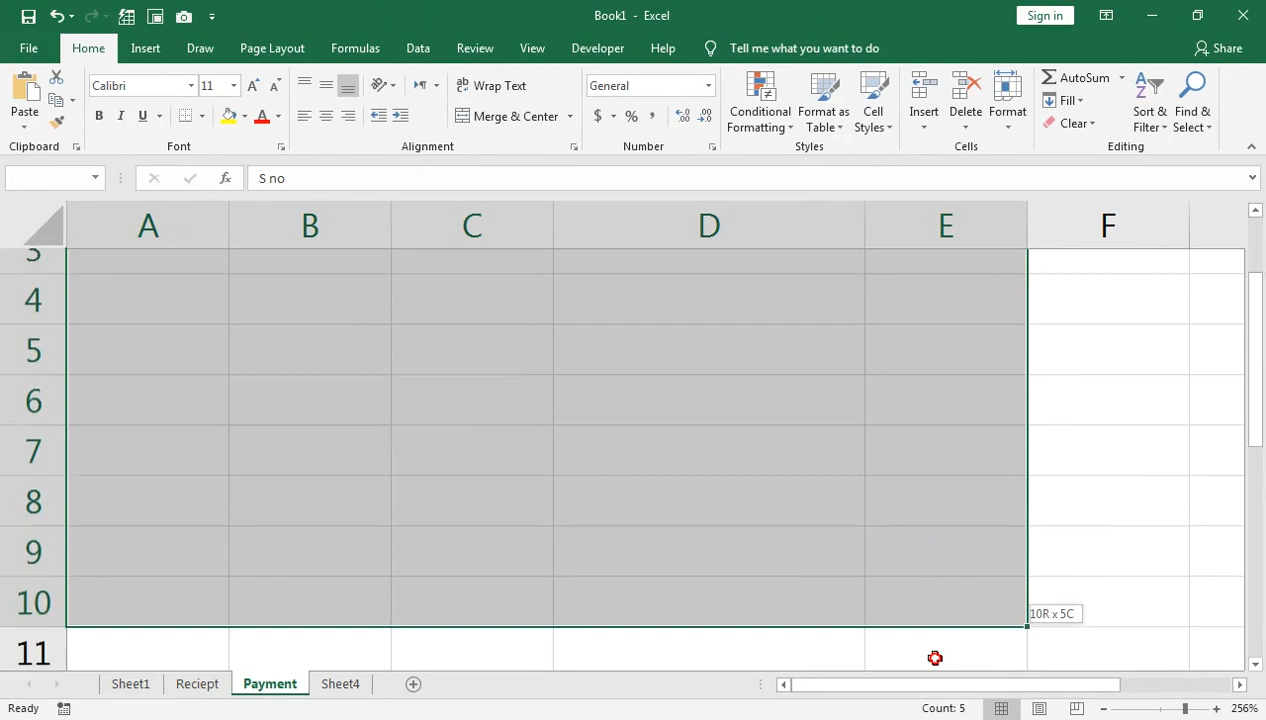 Book1 - Excel
Sign in
File Home Insert Draw Page Layout Formulas Data Review View Developer Help Tell me what you want to do Share
Calibri 11 Wrap Text General AutoSum
Paste Conditional Format as Cell Insert Delete Format Fill Sort & Find &
B I U Merge & Center $ % , Formatting Table Styles Clear Filter Select
Clipboard Font Alignment Number Styles Cells Editing
fx S no
A B C D E F
3
4
5
6
7
8
9
10
10R x 5C
11
Sheet1 Reciept Payment Sheet4
Ready Count: 5 256%